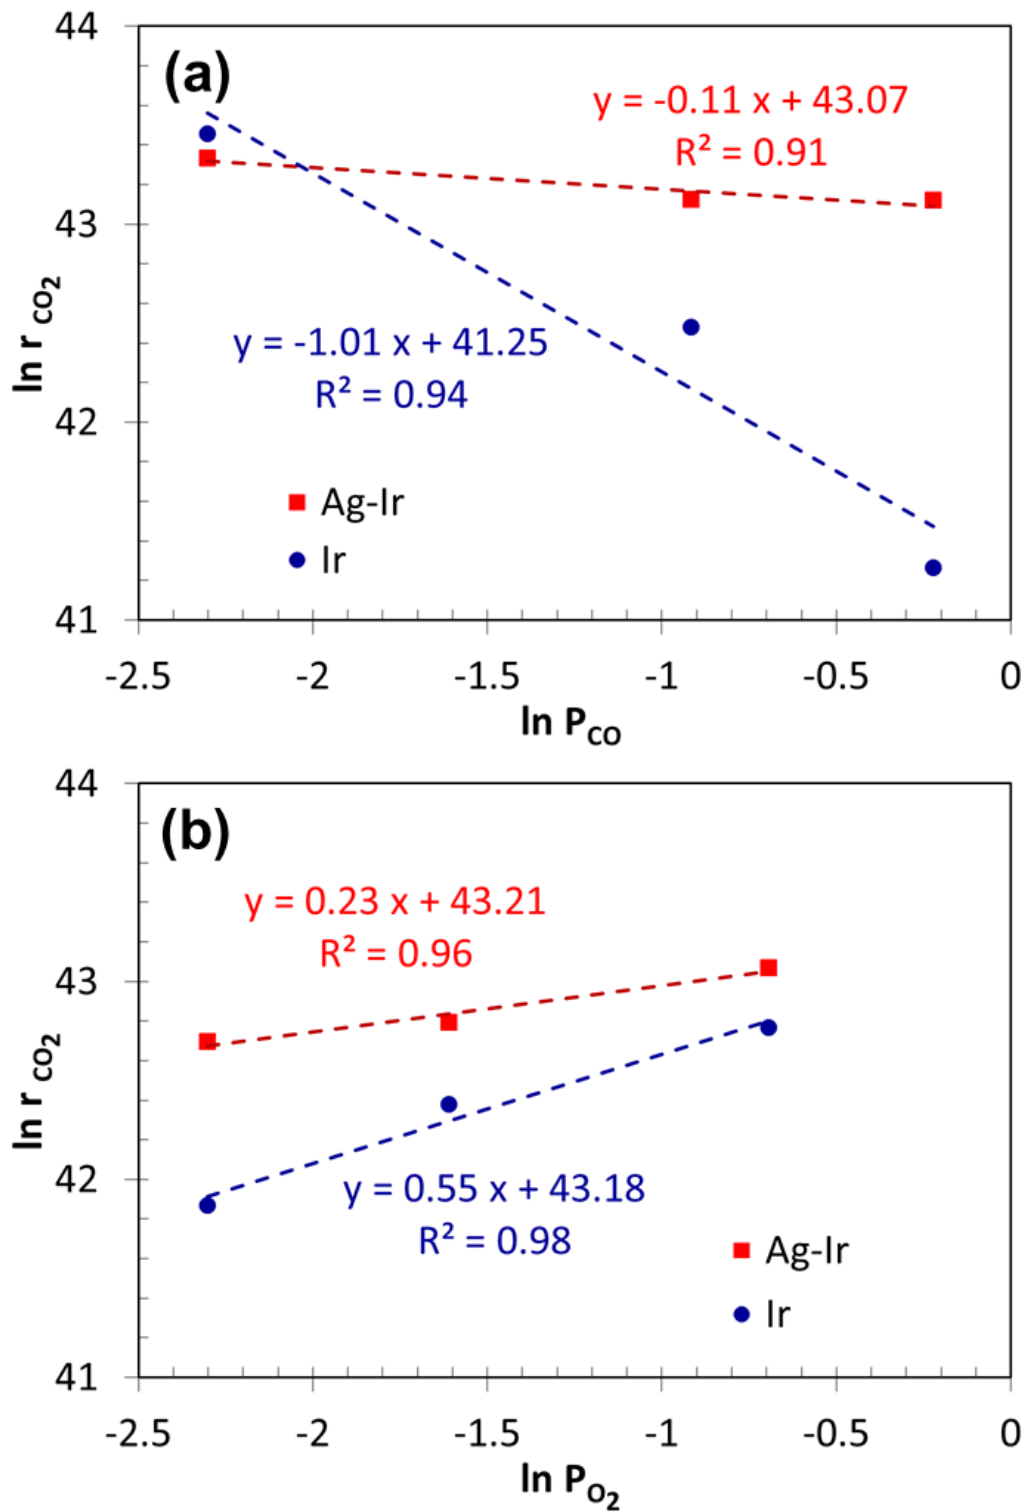 44
(a)
y = -0.11 x + 43.07
R² = 0.91
43
ln r CO₂
y = -1.01 x + 41.25
R² = 0.94
42
Ag-Ir
Ir
41
-2.5 -2 -1.5 -1 -0.5 0
ln P_CO
44
(b)
y = 0.23 x + 43.21
R² = 0.96
43
ln r CO₂
42
y = 0.55 x + 43.18
R² = 0.98
Ag-Ir
Ir
41
-2.5 -2 -1.5 -1 -0.5 0
ln P_O₂